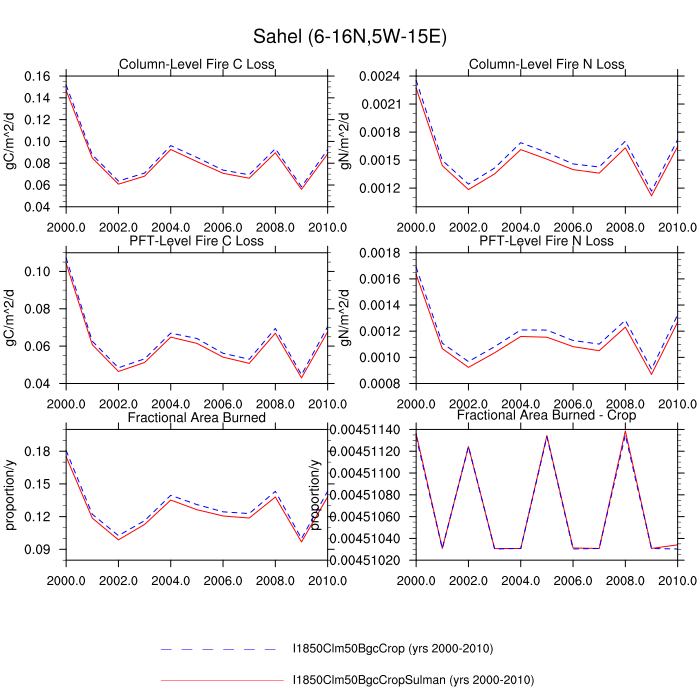 Sahel (6-16N,5W-15E)
Column-Level Fire C Loss
gC/m^2/d
0.16
0.14
0.12
0.10
0.08
0.06
0.04
2000.0 2002.0 2004.0 2006.0 2008.0 2010.0
Column-Level Fire N Loss
gN/m^2/d
0.0024
0.0021
0.0018
0.0015
0.0012
2000.0 2002.0 2004.0 2006.0 2008.0 2010.0
PFT-Level Fire C Loss
gC/m^2/d
0.10
0.08
0.06
0.04
2000.0 2002.0 2004.0 2006.0 2008.0 2010.0
PFT-Level Fire N Loss
gN/m^2/d
0.0018
0.0016
0.0014
0.0012
0.0010
0.0008
2000.0 2002.0 2004.0 2006.0 2008.0 2010.0
Fractional Area Burned
proportion/y
0.18
0.15
0.12
0.09
2000.0 2002.0 2004.0 2006.0 2008.0 2010.0
Fractional Area Burned - Crop
proportion/y
0.00451140
0.00451120
0.00451100
0.00451080
0.00451060
0.00451040
0.00451020
2000.0 2002.0 2004.0 2006.0 2008.0 2010.0
I1850Clm50BgcCrop (yrs 2000-2010)
I1850Clm50BgcCropSulman (yrs 2000-2010)